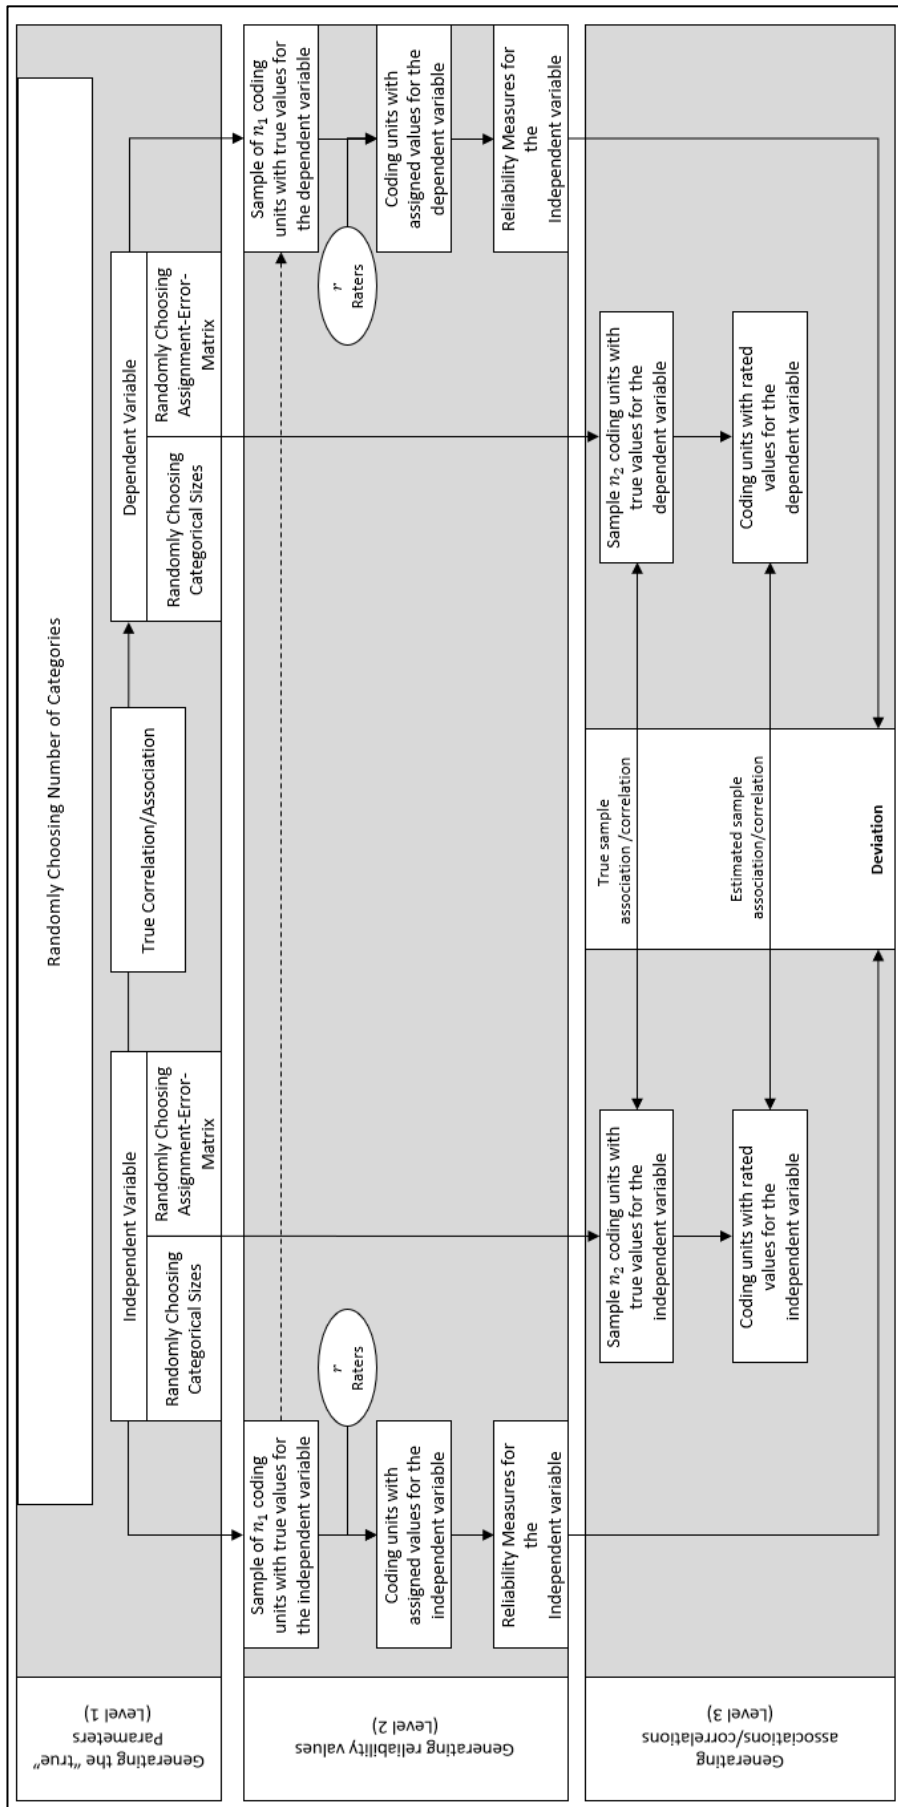 Generating the “true”
Parameters
(Level 1)
Randomly Choosing Number of Categories
Independent Variable
Randomly Choosing
Categorical Sizes
Randomly Choosing
Assignment-Error-
Matrix
True Correlation/Association
Dependent Variable
Randomly Choosing
Categorical Sizes
Randomly Choosing
Assignment-Error-
Matrix
Generating reliability values
(Level 2)
Sample of n₁ coding
units with true values for
the independent variable
r
Raters
Coding units with
assigned values for the
independent variable
Reliability Measures for
the
Independent variable
Sample of n₁ coding
units with true values for
the dependent variable
r
Raters
Coding units with
assigned values for the
dependent variable
Reliability Measures for
the
Independent variable
Generating
associations/correlations
(Level 3)
Sample n₂ coding units with
true values for the
independent variable
Coding units with rated
values for the
independent variable
True sample
association /correlation
Estimated sample
association/correlation
Deviation
Sample n₂ coding units with
true values for the
dependent variable
Coding units with rated
values for the
dependent variable